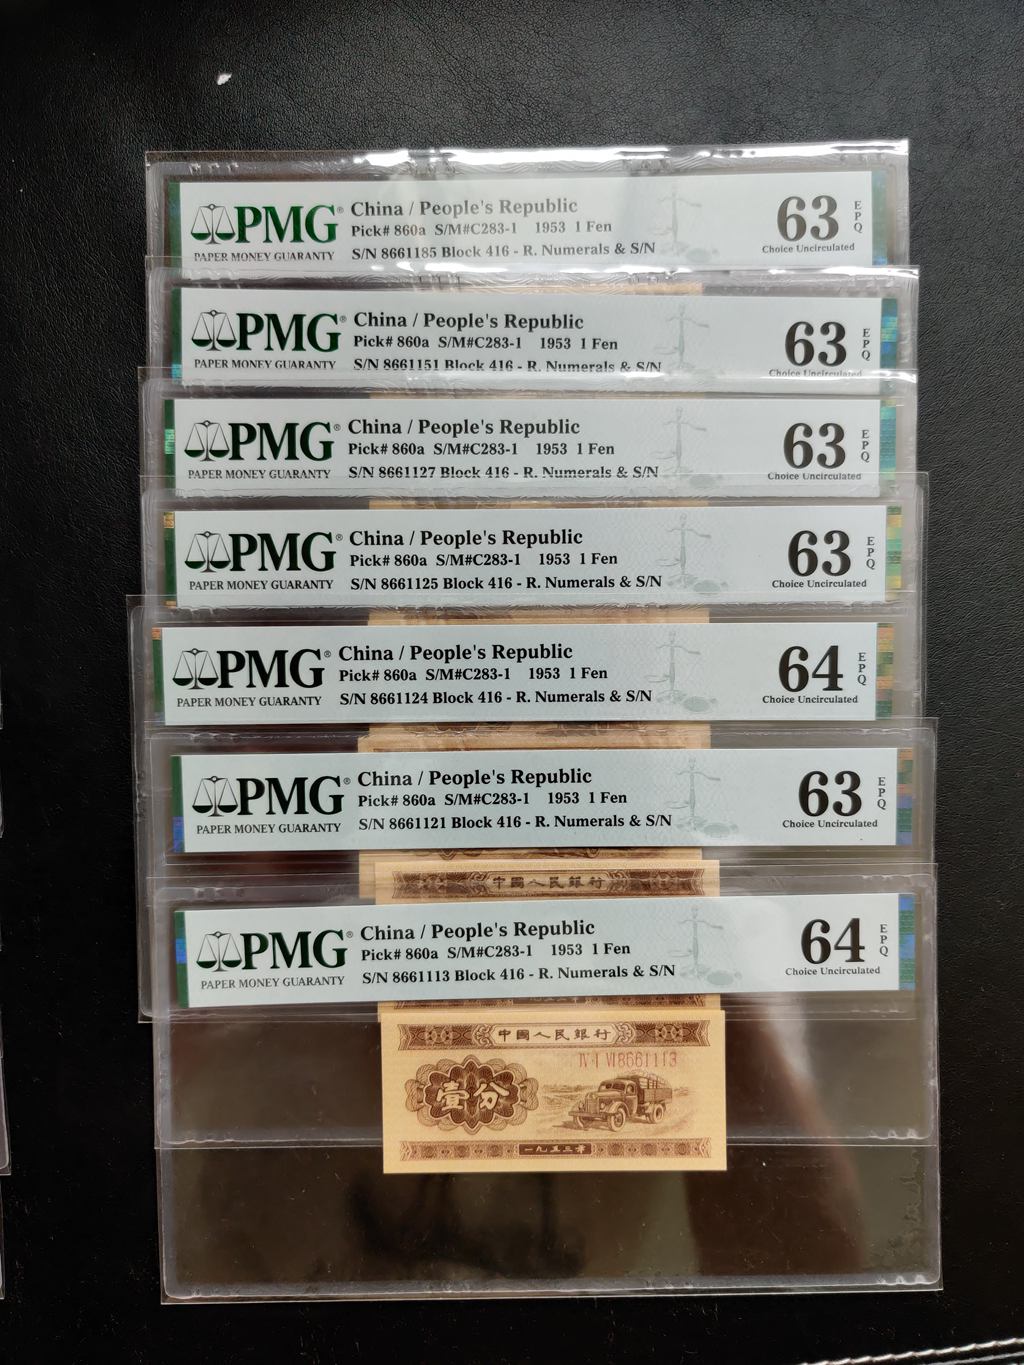 PMG® China / People's Republic
Pick# 860a S/M#C283-1 1953 1 Fen
PAPER MONEY GUARANTY S/N 8661185 Block 416 - R. Numerals & S/N
63 EPQ
Choice Uncirculated
PMG® China / People's Republic
Pick# 860a S/M#C283-1 1953 1 Fen
PAPER MONEY GUARANTY S/N 8661151 Block 416 - R. Numerals & S/N
63 EPQ
Choice Uncirculated
PMG® China / People's Republic
Pick# 860a S/M#C283-1 1953 1 Fen
PAPER MONEY GUARANTY S/N 8661127 Block 416 - R. Numerals & S/N
63 EPQ
Choice Uncirculated
PMG® China / People's Republic
Pick# 860a S/M#C283-1 1953 1 Fen
PAPER MONEY GUARANTY S/N 8661125 Block 416 - R. Numerals & S/N
63 EPQ
Choice Uncirculated
PMG® China / People's Republic
Pick# 860a S/M#C283-1 1953 1 Fen
PAPER MONEY GUARANTY S/N 8661124 Block 416 - R. Numerals & S/N
64 EPQ
Choice Uncirculated
PMG® China / People's Republic
Pick# 860a S/M#C283-1 1953 1 Fen
PAPER MONEY GUARANTY S/N 8661121 Block 416 - R. Numerals & S/N
63 EPQ
Choice Uncirculated
中國人民銀行
PMG® China / People's Republic
Pick# 860a S/M#C283-1 1953 1 Fen
PAPER MONEY GUARANTY S/N 8661113 Block 416 - R. Numerals & S/N
64 EPQ
Choice Uncirculated
中國人民銀行
IV I VI 8661113
壹分
一九五三年